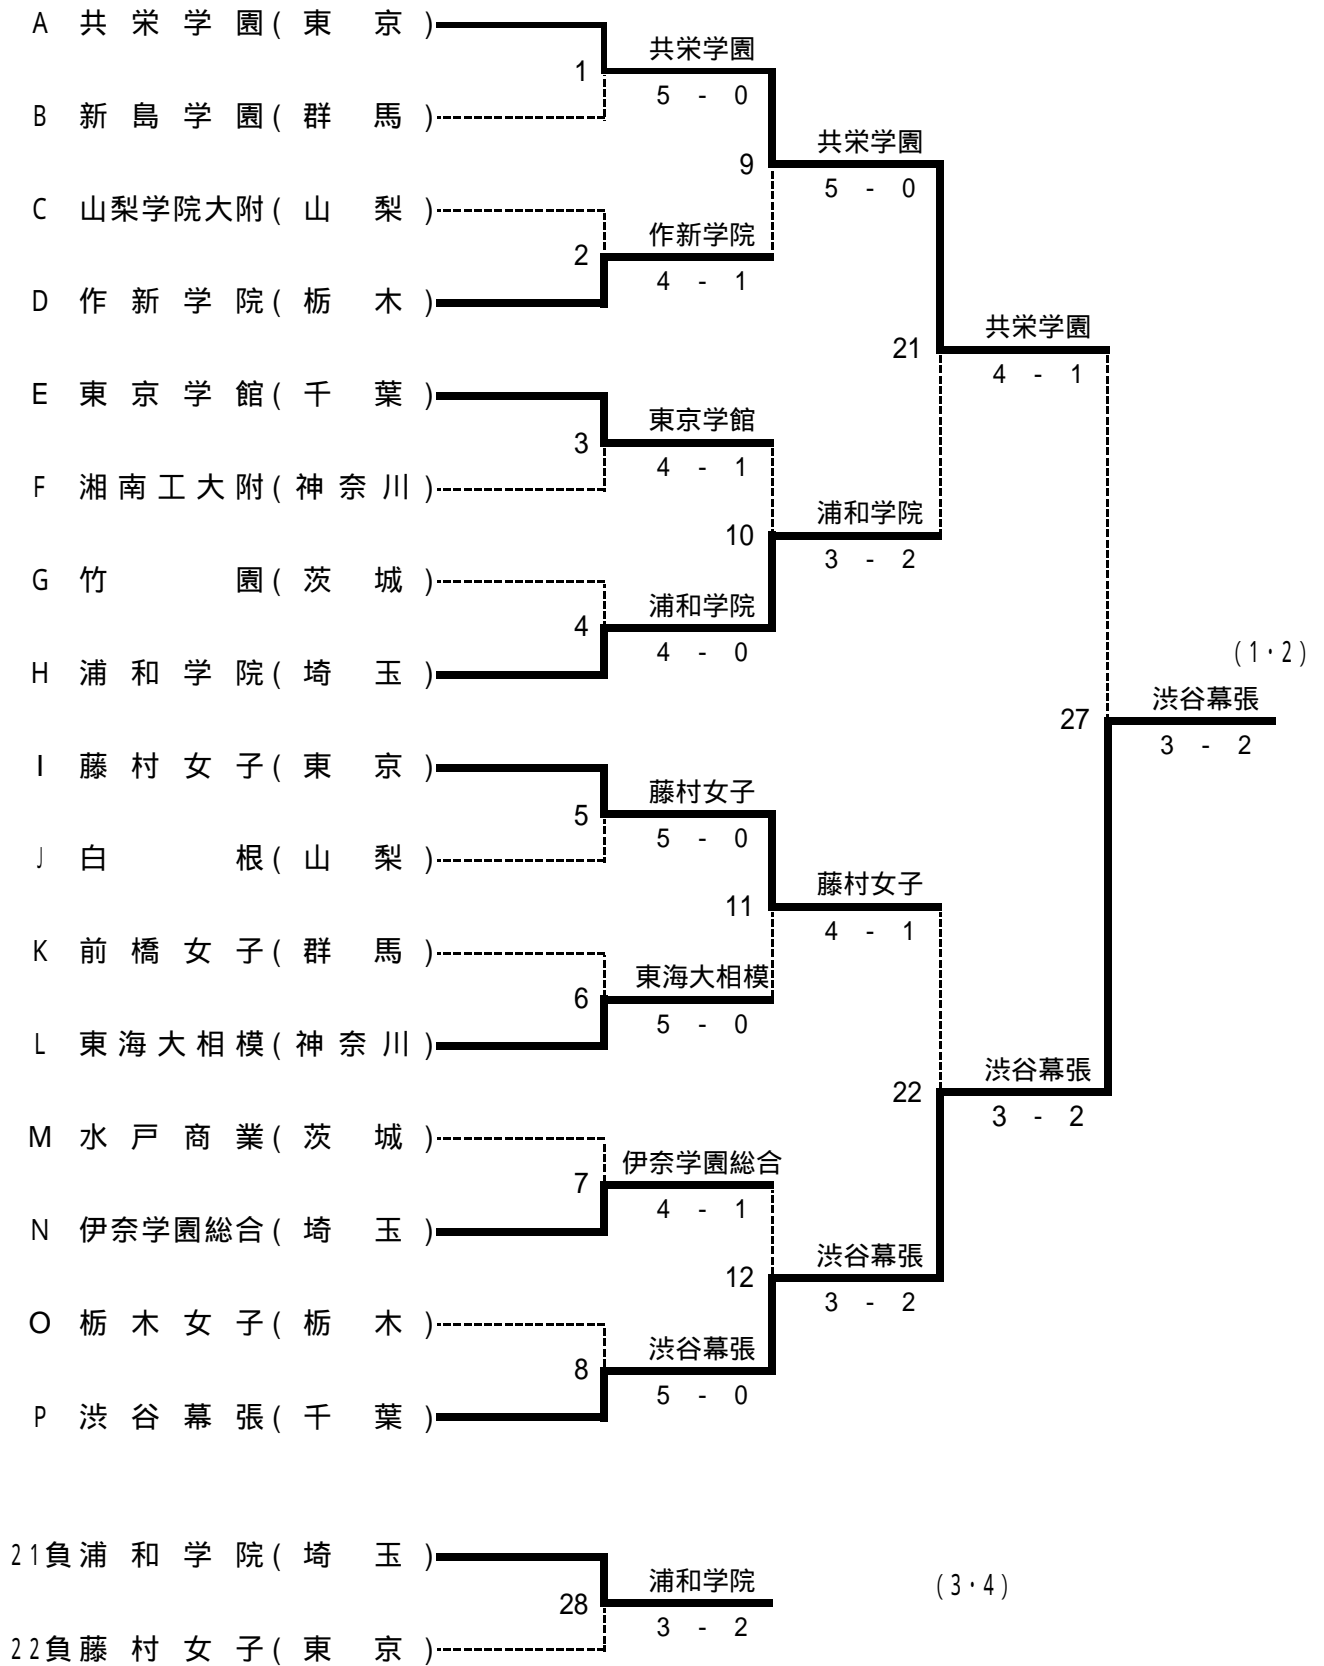 A 共栄学園(東京)
共栄学園
1
5 - 0
B 新島学園(群馬)
共栄学園
9
5 - 0
C 山梨学院大附(山梨)
作新学院
2
4 - 1
D 作新学院(栃木)
共栄学園
21
4 - 1
E 東京学館(千葉)
東京学館
3
4 - 1
F 湘南工大附(神奈川)
浦和学院
10
3 - 2
G 竹園(茨城)
浦和学院
4
4 - 0
H 浦和学院(埼玉)
(1・2)
渋谷幕張
27
3 - 2
I 藤村女子(東京)
藤村女子
5
5 - 0
J 白根(山梨)
藤村女子
11
4 - 1
K 前橋女子(群馬)
東海大相模
6
5 - 0
L 東海大相模(神奈川)
渋谷幕張
22
3 - 2
M 水戸商業(茨城)
伊奈学園総合
7
4 - 1
N 伊奈学園総合(埼玉)
渋谷幕張
12
3 - 2
O 栃木女子(栃木)
渋谷幕張
8
5 - 0
P 渋谷幕張(千葉)
21負浦和学院(埼玉)
浦和学院
(3・4)
28
3 - 2
22負藤村女子(東京)